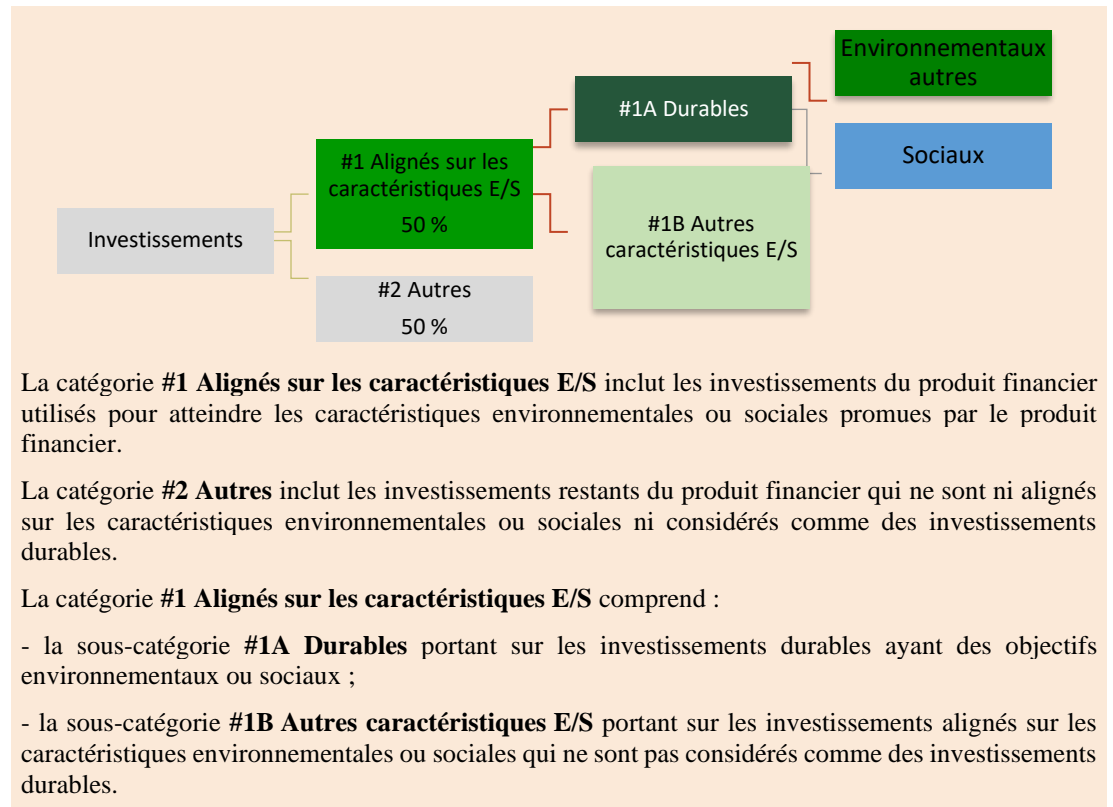 Environnementaux
autres
#1A Durables
Sociaux
#1 Alignés sur les
caractéristiques E/S
50 %
#1B Autres
caractéristiques E/S
Investissements
#2 Autres
50 %
La catégorie #1 Alignés sur les caractéristiques E/S inclut les investissements du produit financier
utilisés pour atteindre les caractéristiques environnementales ou sociales promues par le produit
financier.
La catégorie #2 Autres inclut les investissements restants du produit financier qui ne sont ni alignés
sur les caractéristiques environnementales ou sociales ni considérés comme des investissements
durables.
La catégorie #1 Alignés sur les caractéristiques E/S comprend :
- la sous-catégorie #1A Durables portant sur les investissements durables ayant des objectifs
environnementaux ou sociaux ;
- la sous-catégorie #1B Autres caractéristiques E/S portant sur les investissements alignés sur les
caractéristiques environnementales ou sociales qui ne sont pas considérés comme des investissements
durables.